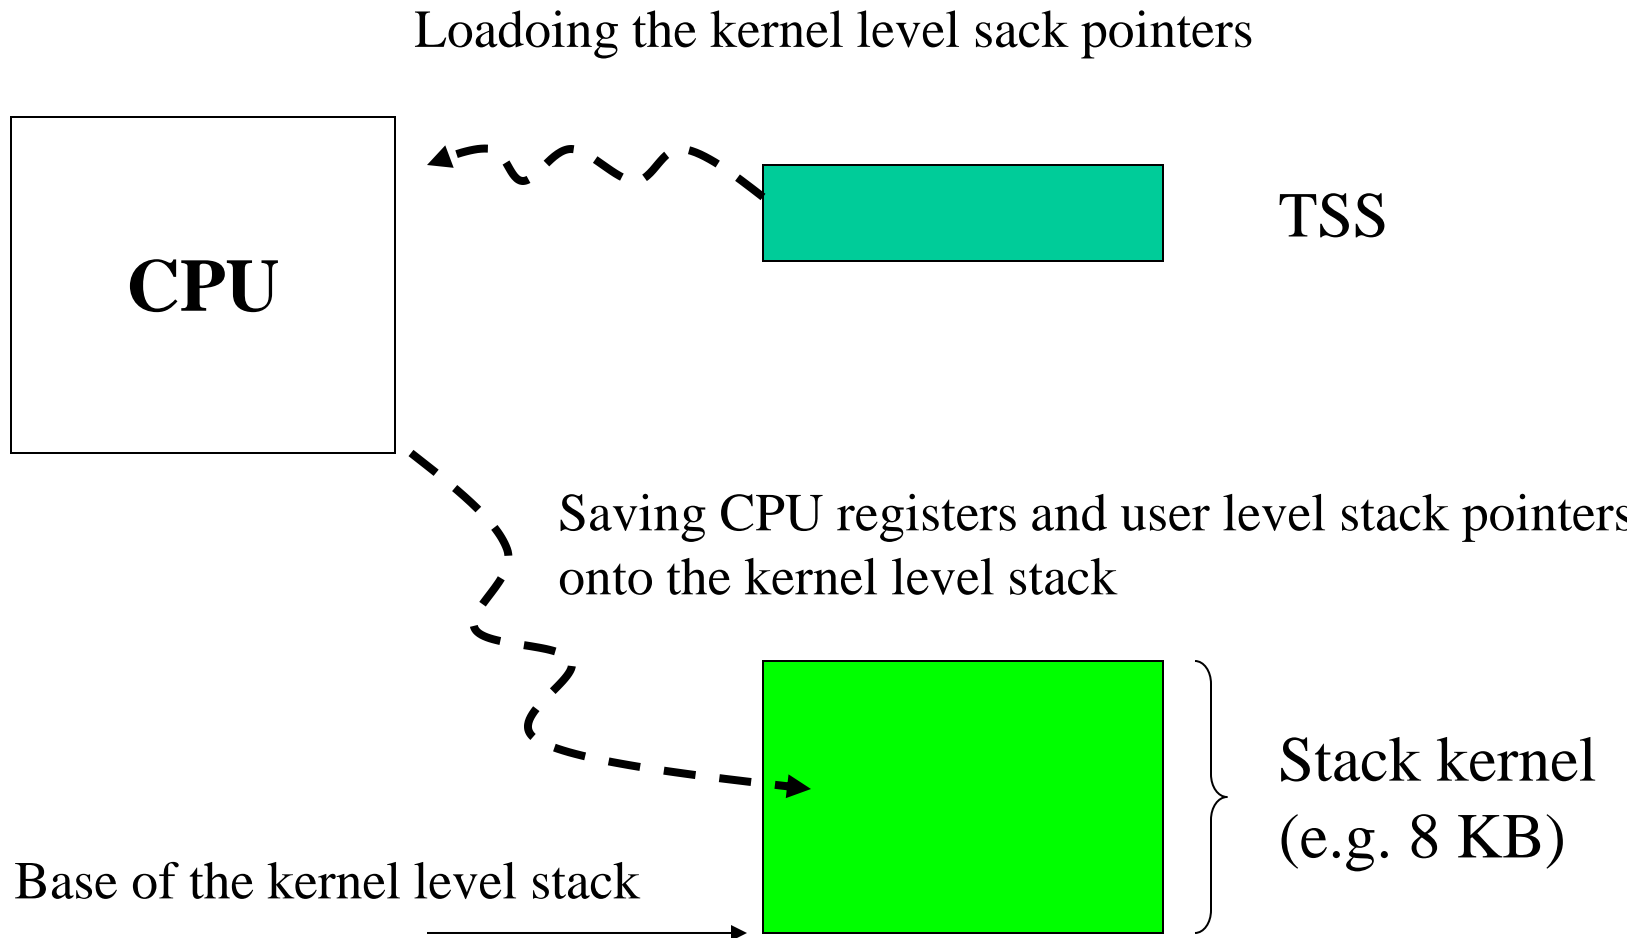 Loadoing the kernel level sack pointers
TSS
CPU
Saving CPU registers and user level stack pointers
onto the kernel level stack
Stack kernel
(e.g. 8 KB)
Base of the kernel level stack